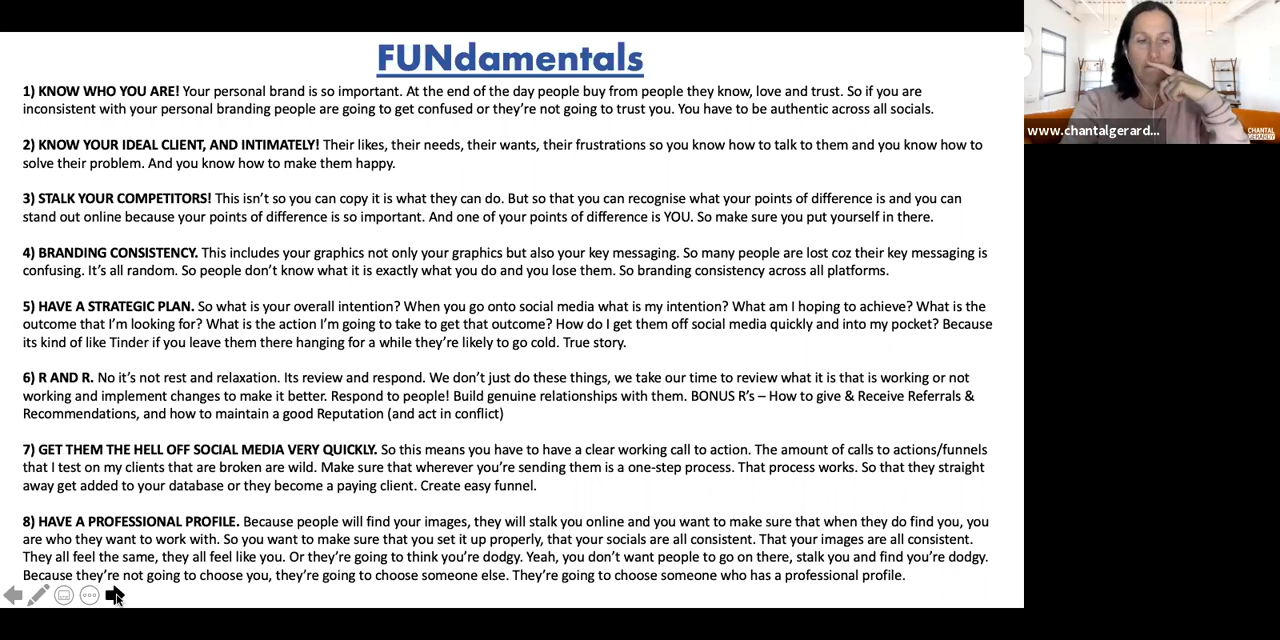 FUNdamentals
1) KNOW WHO YOU ARE! Your personal brand is so important. At the end of the day people buy from people they know, love and trust. So if you are
inconsistent with your personal branding people are going to get confused or they're not going to trust you. You have to be authentic across all socials.
2) KNOW YOUR IDEAL CLIENT, AND INTIMATELY! Their likes, their needs, their wants, their frustrations so you know how to talk to them and you know how to
solve their problem. And you know how to make them happy.
3) STALK YOUR COMPETITORS! This isn't so you can copy it is what they can do. But so that you can recognise what your points of difference is and you can
stand out online because your points of difference is so important. And one of your points of difference is YOU. So make sure you put yourself in there.
4) BRANDING CONSISTENCY. This includes your graphics not only your graphics but also your key messaging. So many people are lost coz their key messaging is
confusing. It's all random. So people don't know what it is exactly what you do and you lose them. So branding consistency across all platforms.
5) HAVE A STRATEGIC PLAN. So what is your overall intention? When you go onto social media what is my intention? What am I hoping to achieve? What is the
outcome that I'm looking for? What is the action I'm going to take to get that outcome? How do I get them off social media quickly and into my pocket? Because
its kind of like Tinder if you leave them there hanging for a while they're likely to go cold. True story.
6) R AND R. No it's not rest and relaxation. Its review and respond. We don't just do these things, we take our time to review what it is that is working or not
working and implement changes to make it better. Respond to people! Build genuine relationships with them. BONUS R's – How to give & Receive Referrals &
Recommendations, and how to maintain a good Reputation (and act in conflict)
7) GET THEM THE HELL OFF SOCIAL MEDIA VERY QUICKLY. So this means you have to have a clear working call to action. The amount of calls to actions/funnels
that I test on my clients that are broken are wild. Make sure that wherever you're sending them is a one-step process. That process works. So that they straight
away get added to your database or they become a paying client. Create easy funnel.
8) HAVE A PROFESSIONAL PROFILE. Because people will find your images, they will stalk you online and you want to make sure that when they do find you, you
are who they want to work with. So you want to make sure that you set it up properly, that your socials are all consistent. That your images are all consistent.
They all feel the same, they all feel like you. Or they're going to think you're dodgy. Yeah, you don't want people to go on there, stalk you and find you're dodgy.
Because they're not going to choose you, they're going to choose someone else. They're going to choose someone who has a professional profile.
www.chantalgerard...
CHANTAL
GERARDY